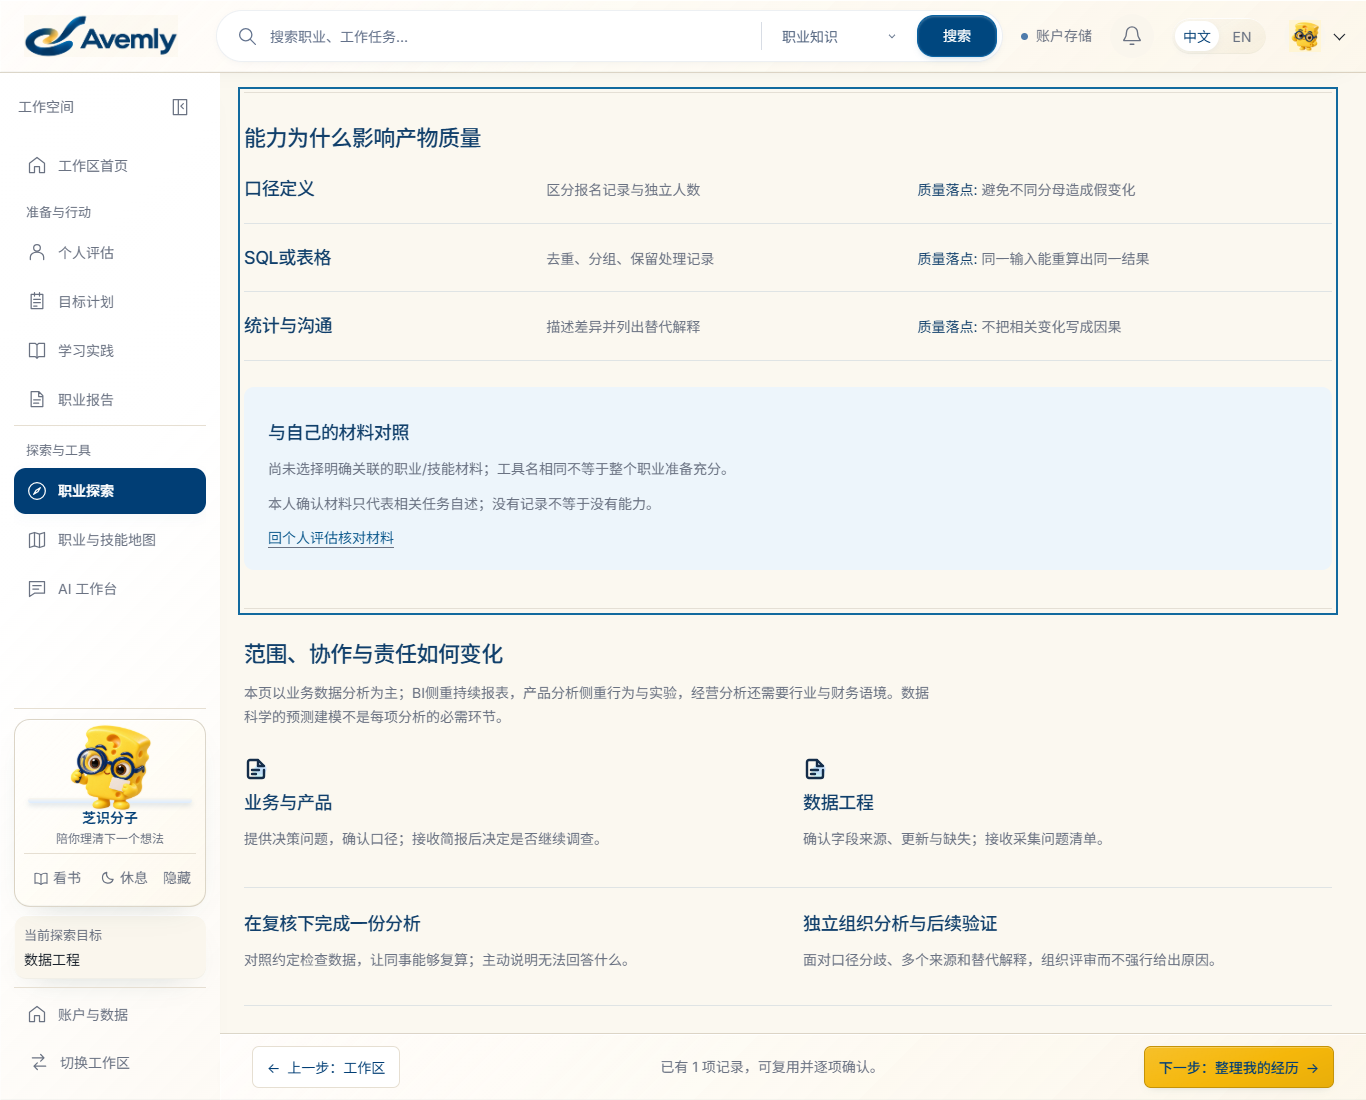 Avemly
搜索职业、工作任务...
职业知识
搜索
账户存储
中文
EN
工作空间
工作区首页
准备与行动
个人评估
目标计划
学习实践
职业报告
探索与工具
职业探索
职业与技能地图
AI 工作台
芝识分子
陪你理清下一个想法
看书
休息
隐藏
当前探索目标
数据工程
账户与数据
切换工作区
能力为什么影响产物质量
口径定义
区分报名记录与独立人数
质量落点: 避免不同分母造成假变化
SQL或表格
去重、分组、保留处理记录
质量落点: 同一输入能重算出同一结果
统计与沟通
描述差异并列出替代解释
质量落点: 不把相关变化写成因果
与自己的材料对照
尚未选择明确关联的职业/技能材料；工具名相同不等于整个职业准备充分。
本人确认材料只代表相关任务自述；没有记录不等于没有能力。
回个人评估核对材料
范围、协作与责任如何变化
本页以业务数据分析为主；BI侧重持续报表，产品分析侧重行为与实验，经营分析还需要行业与财务语境。数据
科学的预测建模不是每项分析的必需环节。
业务与产品
提供决策问题，确认口径；接收简报后决定是否继续调查。
数据工程
确认字段来源、更新与缺失；接收采集问题清单。
在复核下完成一份分析
对照约定检查数据，让同事能够复算；主动说明无法回答什么。
独立组织分析与后续验证
面对口径分歧、多个来源和替代解释，组织评审而不强行给出原因。
← 上一步：工作区
已有 1 项记录，可复用并逐项确认。
下一步：整理我的经历 →